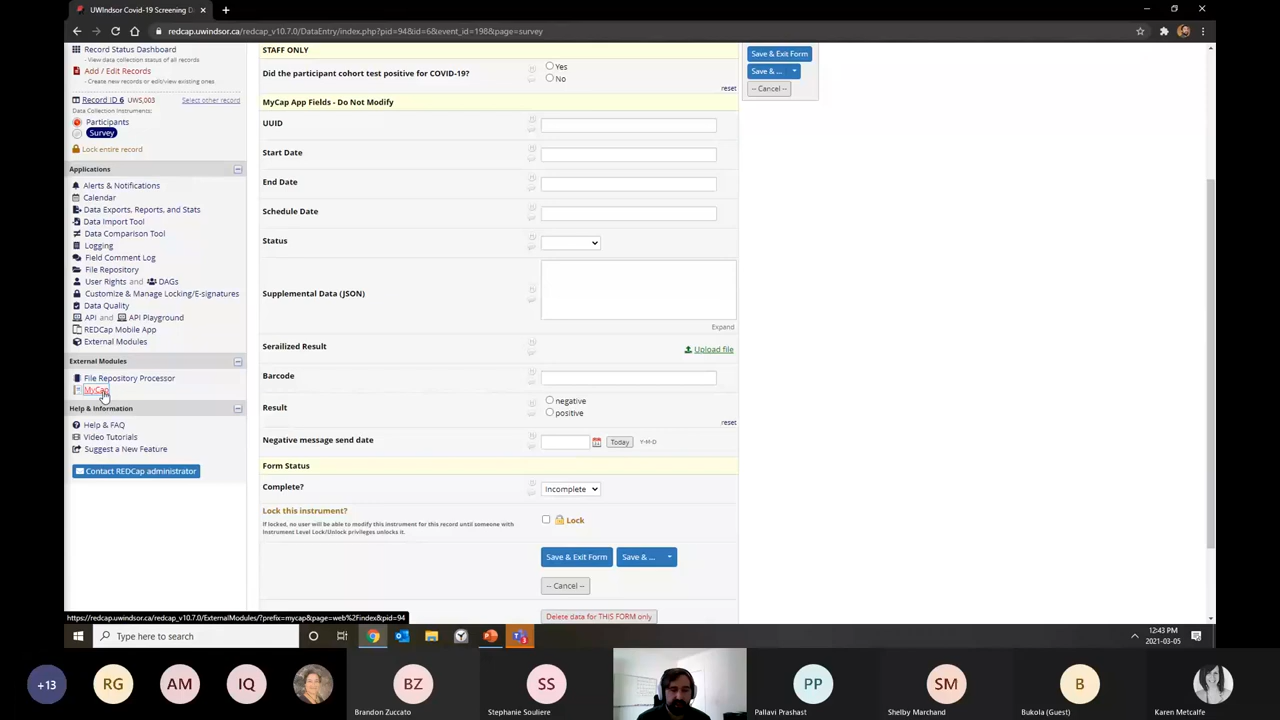 UWindsor Covid-19 Screening D
redcap.uwindsor.ca/redcap_v10.7.0/DataEntry/index.php?pid=94&id=6&event_id=198&page=survey
Record Status Dashboard
- View data collection status of all records
Add / Edit Records
- Create new records or edit/view existing ones
Record ID 6 UWS,003 Select other record
Data Collection Instruments:
Participants
Survey
Lock entire record
Applications
Alerts & Notifications
Calendar
Data Exports, Reports, and Stats
Data Import Tool
Data Comparison Tool
Logging
Field Comment Log
File Repository
User Rights and DAGs
Customize & Manage Locking/E-signatures
Data Quality
API and API Playground
REDCap Mobile App
External Modules
External Modules
File Repository Processor
MyCap
Help & Information
Help & FAQ
Video Tutorials
Suggest a New Feature
Contact REDCap administrator
STAFF ONLY
Did the participant cohort test positive for COVID-19?
Yes
No
reset
MyCap App Fields - Do Not Modify
UUID
Start Date
End Date
Schedule Date
Status
Supplemental Data (JSON)
Expand
Serailized Result
Upload file
Barcode
Result
negative
positive
reset
Negative message send date
Today Y-M-D
Form Status
Complete?
Incomplete
Lock this instrument?
If locked, no user will be able to modify this instrument for this record until someone with
Instrument Level Lock/Unlock privileges unlocks it.
Lock
Save & Exit Form Save & ...
-- Cancel --
Delete data for THIS FORM only
Save & Exit Form
Save & ...
-- Cancel --
https://redcap.uwindsor.ca/redcap_v10.7.0/ExternalModules/?prefix=mycap&page=web%2Findex&pid=94
Type here to search
12:43 PM
2021-03-05
+13
RG
AM
IQ
BZ
Brandon Zuccato
SS
Stephanie Souliere
PP
Pallavi Prashast
SM
Shelby Marchand
B
Bukola (Guest)
Karen Metcalfe